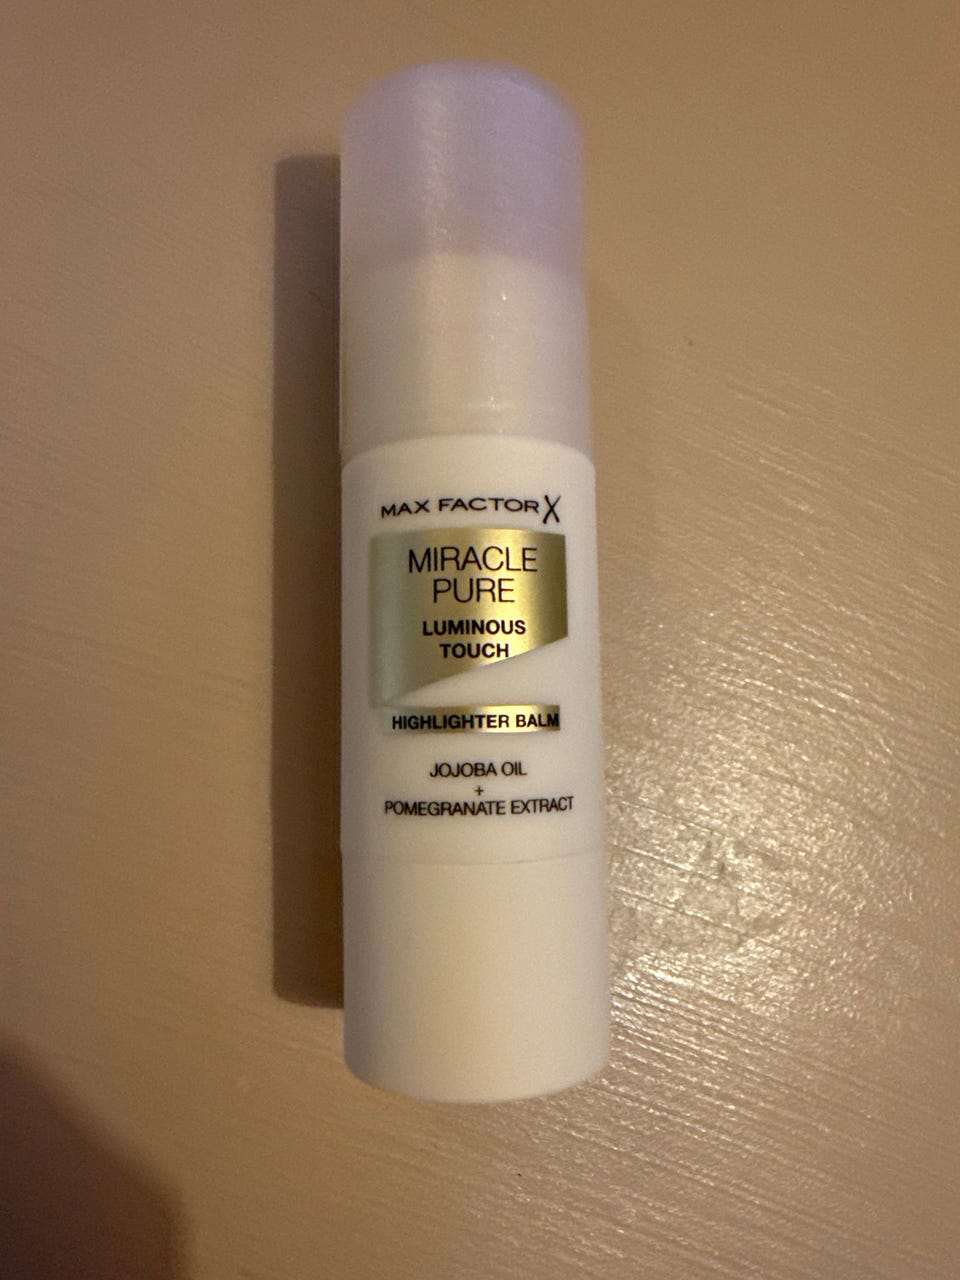 MAX FACTOR X
MIRACLE
PURE
LUMINOUS
TOUCH
HIGHLIGHTER BALM
JOJOBA OIL
+
POMEGRANATE EXTRACT